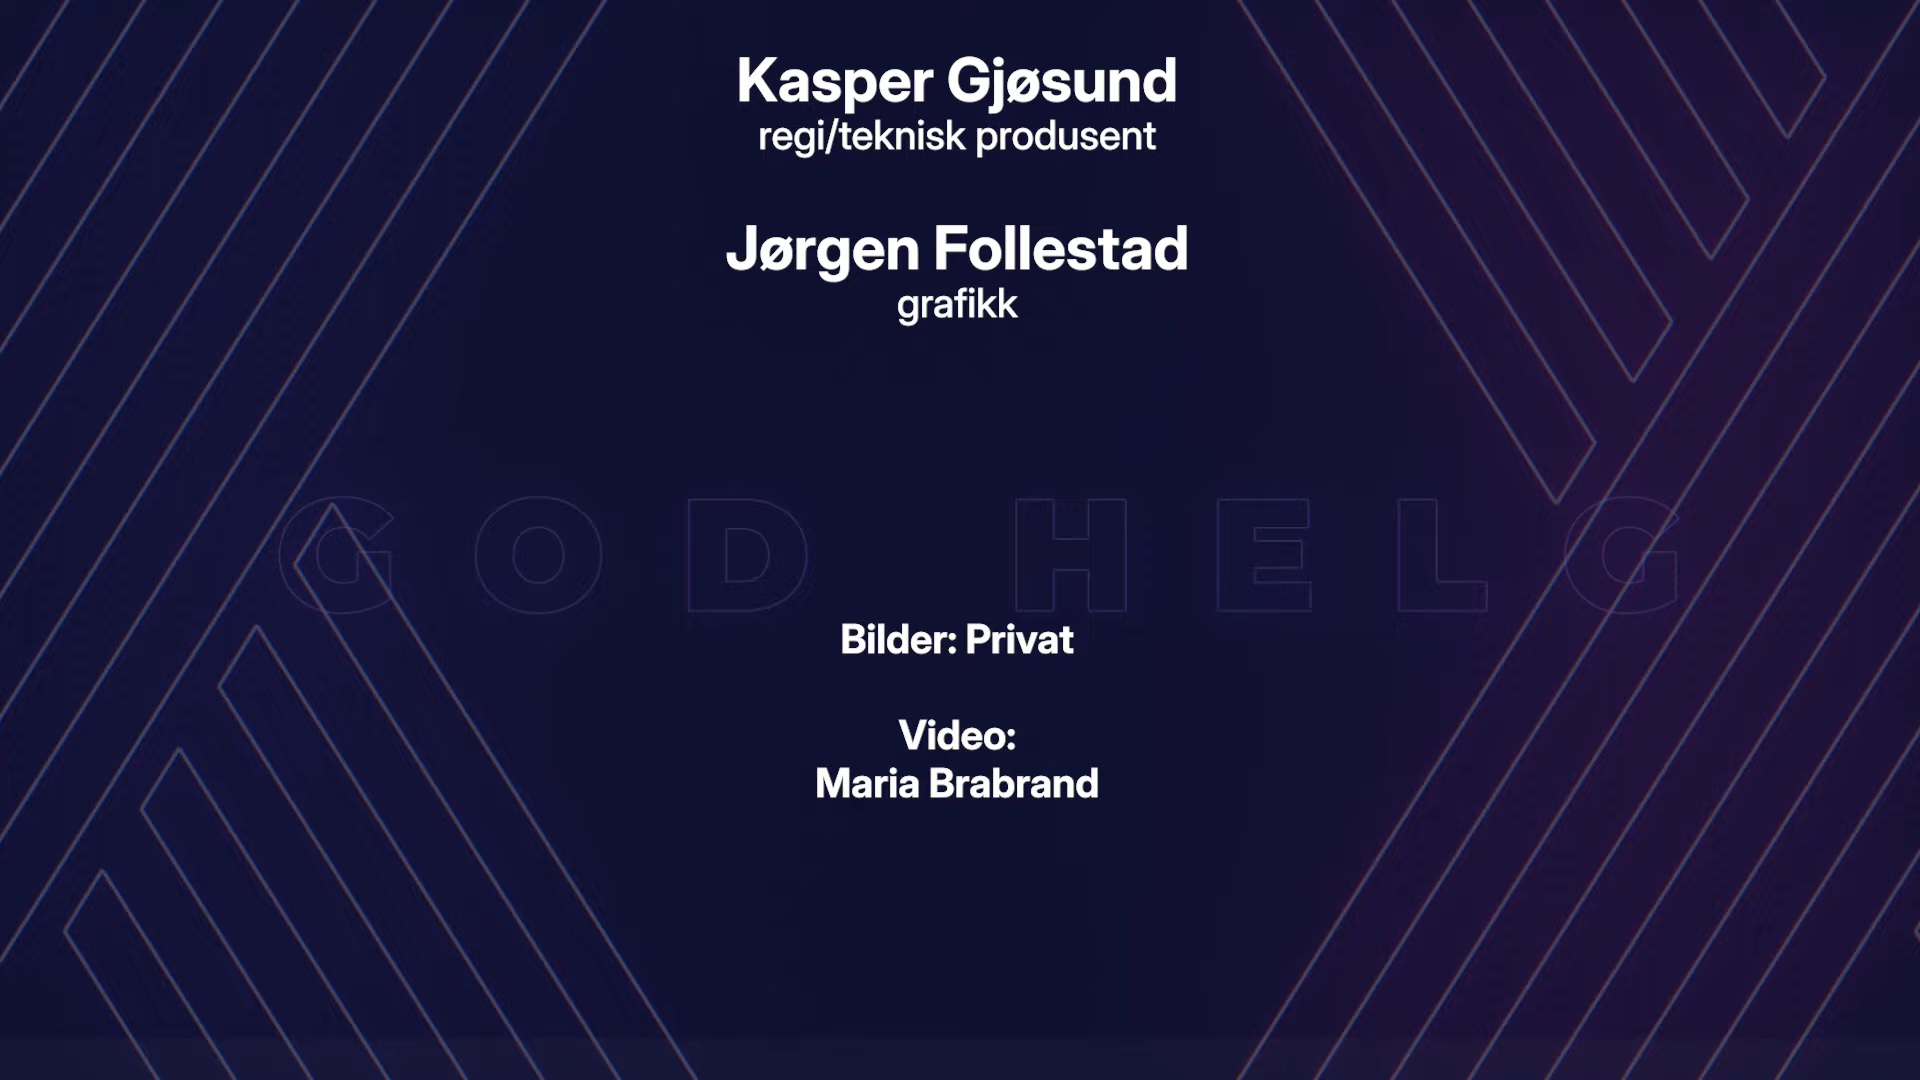 Kasper Gjøsund
regi/teknisk produsent
Jørgen Follestad
grafikk
GOD HELG
Bilder: Privat
Video:
Maria Brabrand